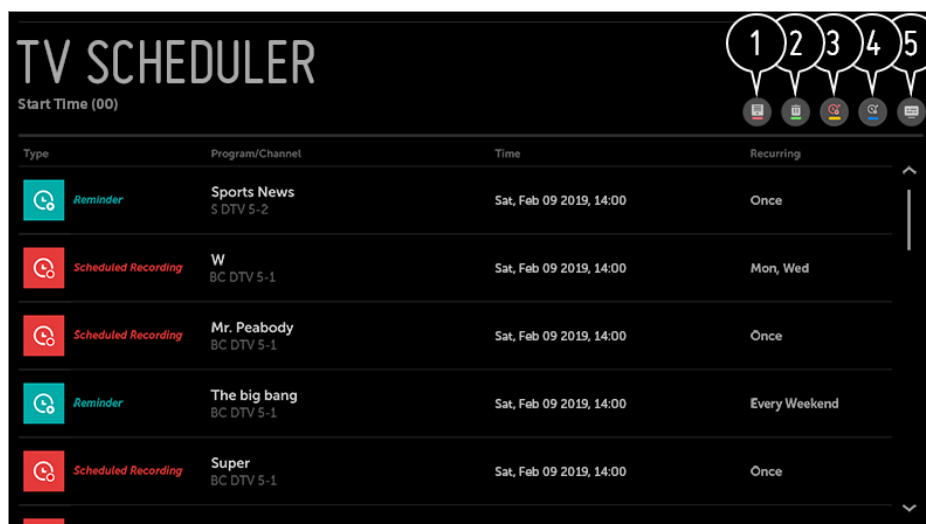 TV SCHEDULER
1 2 3 4 5
Start Time (00)
Type Program/Channel Time Recurring
Reminder Sports News Sat, Feb 09 2019, 14:00 Once
S DTV 5-2
Scheduled Recording W Sat, Feb 09 2019, 14:00 Mon, Wed
BC DTV 5-1
Scheduled Recording Mr. Peabody Sat, Feb 09 2019, 14:00 Once
BC DTV 5-1
Reminder The big bang Sat, Feb 09 2019, 14:00 Every Weekend
BC DTV 5-1
Scheduled Recording Super Sat, Feb 09 2019, 14:00 Once
BC DTV 5-1